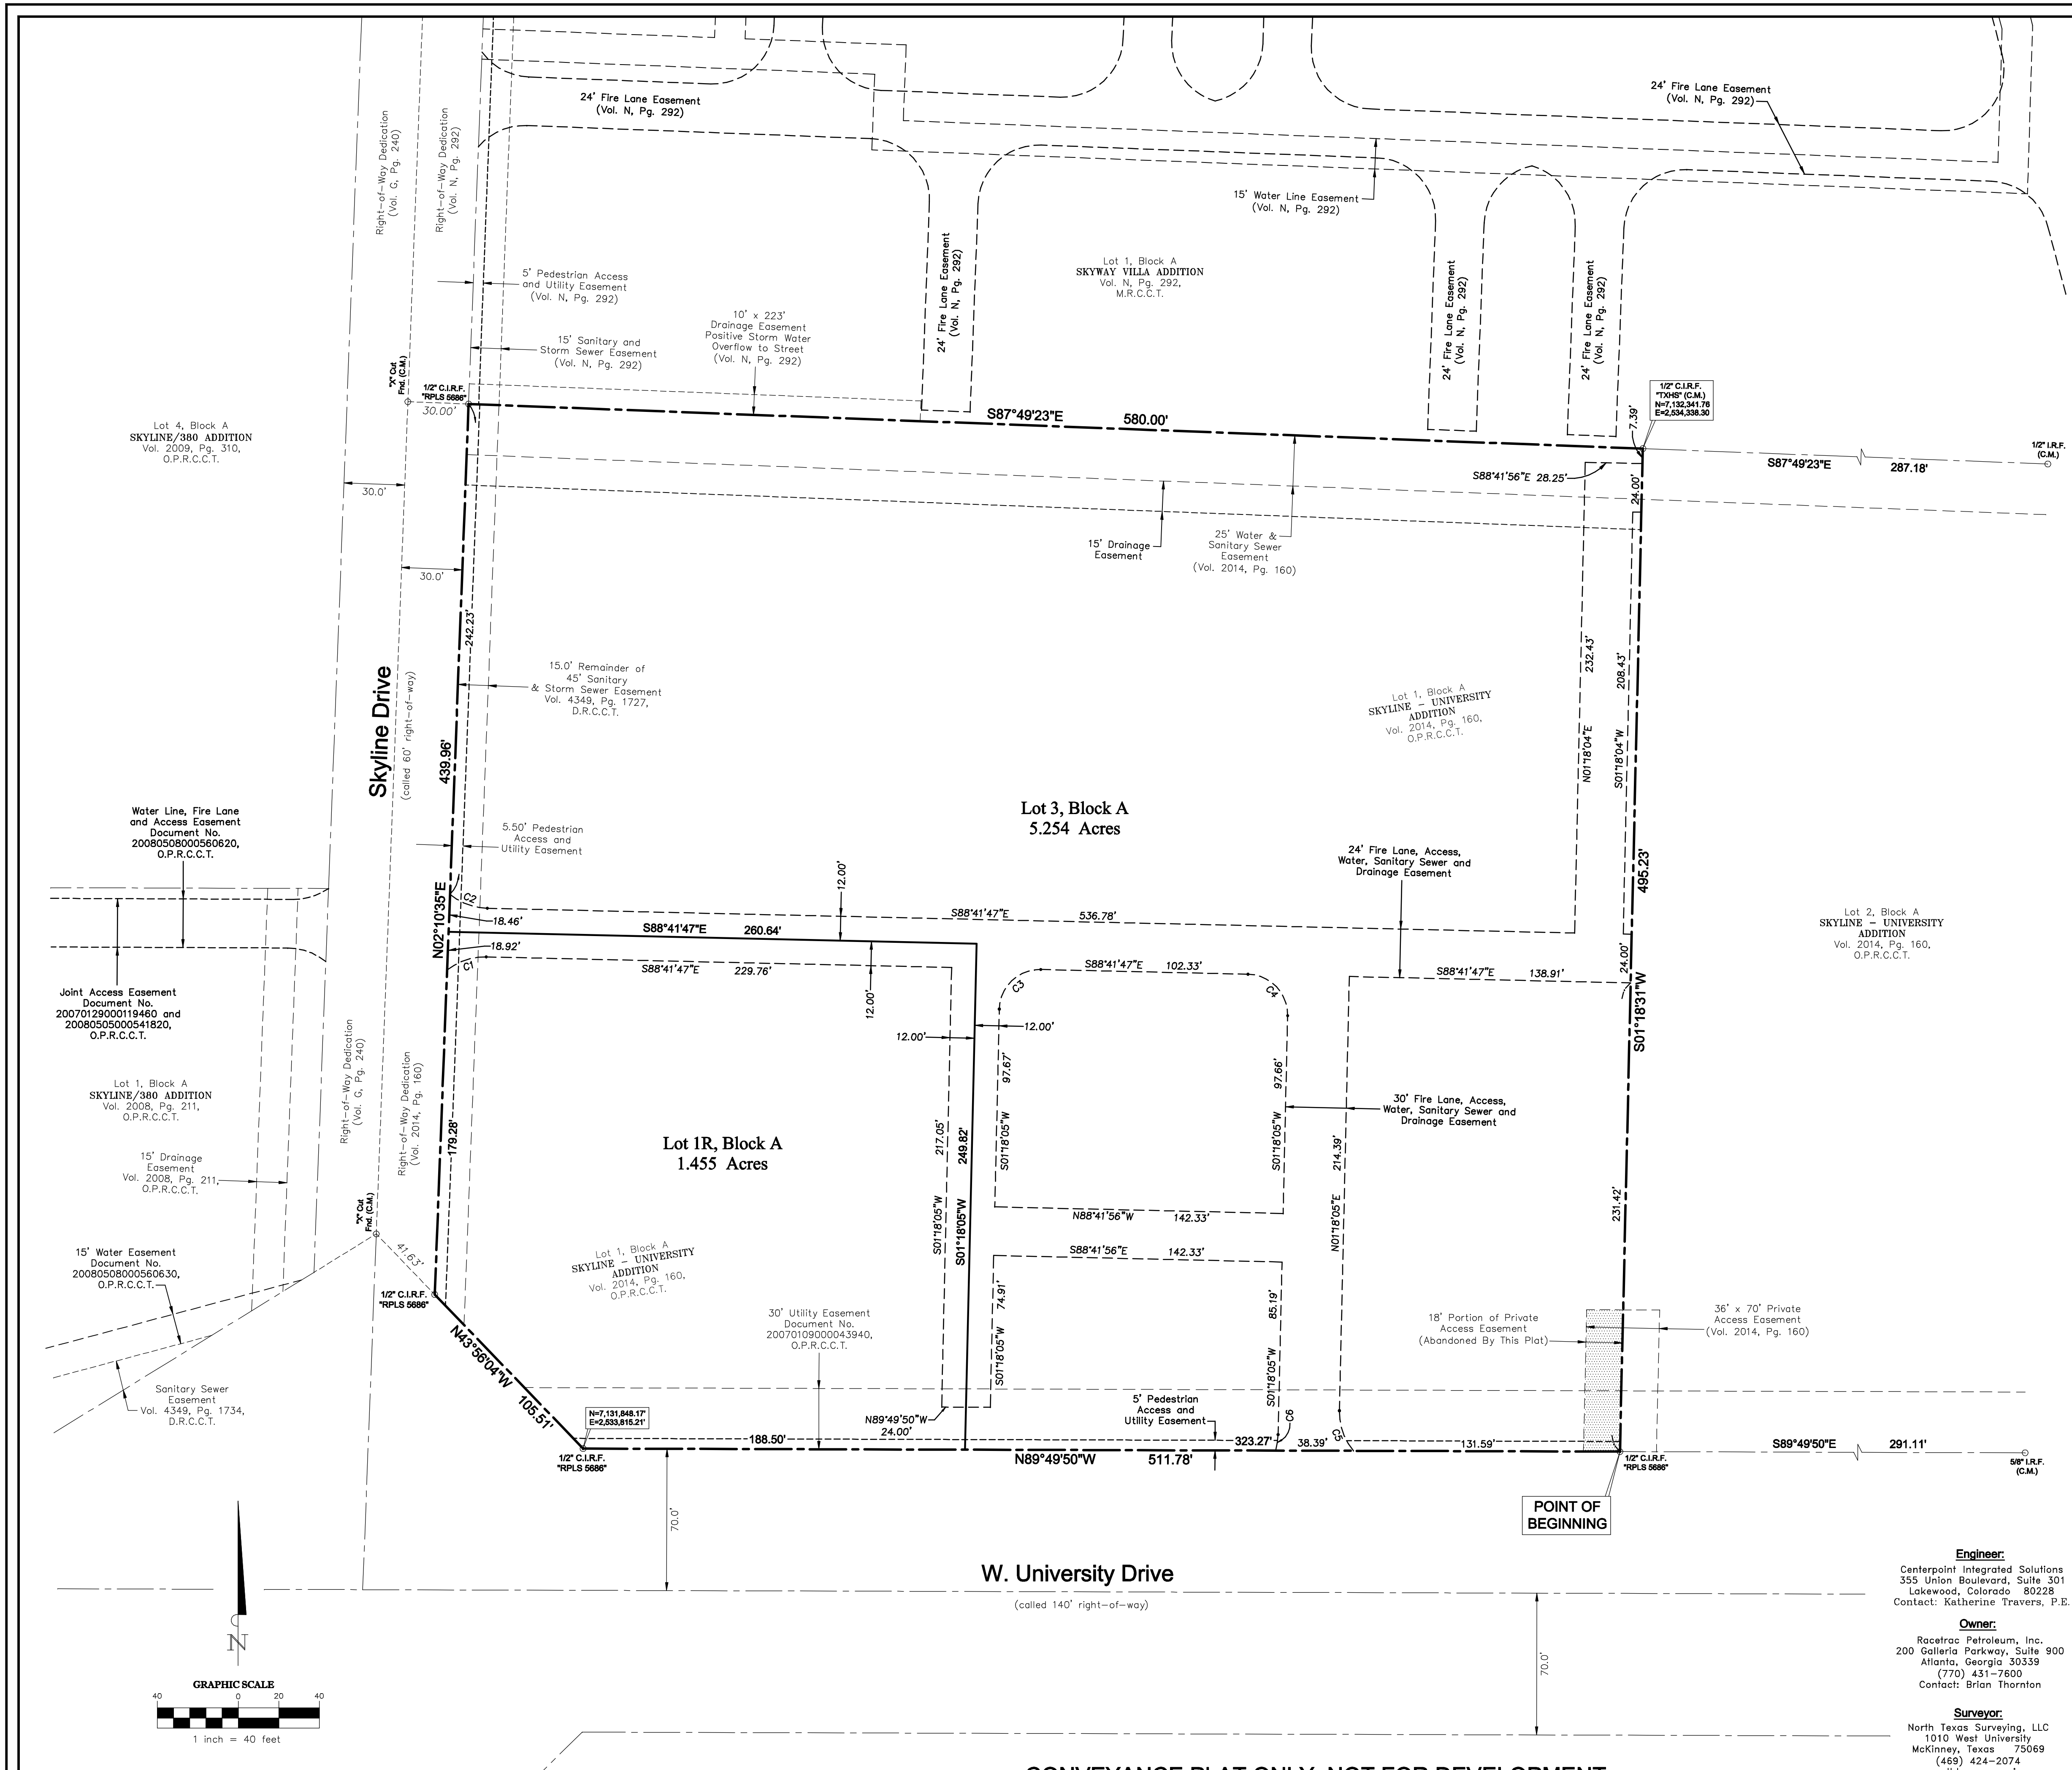 24' Fire Lane Easement
(Vol. N, Pg. 292)
24' Fire Lane Easement
(Vol. N, Pg. 292)
Right-of-Way Dedication
(Vol. G, Pg. 240)
Right-of-Way Dedication
(Vol. N, Pg. 292)
15' Water Line Easement
(Vol. N, Pg. 292)
5' Pedestrian Access
and Utility Easement
(Vol. N, Pg. 292)
15' Sanitary and
Storm Sewer Easement
(Vol. N, Pg. 292)
10' x 223'
Drainage Easement
Positive Storm Water
Overflow to Street
(Vol. N, Pg. 292)
24' Fire Lane Easement
(Vol. N, Pg. 292)
Lot 1, Block A
SKYWAY VILLA ADDITION
Vol. N, Pg. 292,
M.R.C.C.T.
24' Fire Lane Easement
(Vol. N, Pg. 292)
24' Fire Lane Easement
(Vol. N, Pg. 292)
"X" Cut
Fnd. (C.M.)
1/2" C.I.R.F.
"RPLS 5686"
30.00'
S87°49'23"E 580.00'
7.39'
1/2" C.I.R.F.
"TXHS" (C.M.)
N=7,132,341.76
E=2,534,338.30
1/2" I.R.F.
(C.M.)
S87°49'23"E 287.18'
Lot 4, Block A
SKYLINE/380 ADDITION
Vol. 2009, Pg. 310,
O.P.R.C.C.T.
30.0'
30.0'
S88°41'56"E 28.25'
24.00'
15' Drainage
Easement
25' Water &
Sanitary Sewer
Easement
(Vol. 2014, Pg. 160)
242.23'
232.43'
208.43'
N01°18'04"E
S01°18'04"W
15.0' Remainder of
45' Sanitary
& Storm Sewer Easement
Vol. 4349, Pg. 1727,
D.R.C.C.T.
Lot 1, Block A
SKYLINE - UNIVERSITY
ADDITION
Vol. 2014, Pg. 160,
O.P.R.C.C.T.
Skyline Drive
(called 60' right-of-way)
439.96'
N02°10'35"E
Lot 3, Block A
5.254 Acres
Water Line, Fire Lane
and Access Easement
Document No.
20080508000560620,
O.P.R.C.C.T.
5.50' Pedestrian
Access and
Utility Easement
12.00'
24' Fire Lane, Access,
Water, Sanitary Sewer and
Drainage Easement
495.23'
S01°18'31"W
C2
18.46'
S88°41'47"E 536.78'
S88°41'47"E 260.64'
18.92'
C1
S88°41'47"E 229.76'
12.00'
S88°41'47"E 102.33'
C3
C4
S88°41'47"E 138.91'
24.00'
Lot 2, Block A
SKYLINE - UNIVERSITY
ADDITION
Vol. 2014, Pg. 160,
O.P.R.C.C.T.
Joint Access Easement
Document No.
20070129000119460 and
20080505000541820,
O.P.R.C.C.T.
12.00'
12.00'
Right-of-Way Dedication
(Vol. G, Pg. 240)
Right-of-Way Dedication
(Vol. 2014, Pg. 160)
179.28'
Lot 1, Block A
SKYLINE/380 ADDITION
Vol. 2008, Pg. 211,
O.P.R.C.C.T.
Lot 1R, Block A
1.455 Acres
217.05'
S01°18'05"W
249.82'
S01°18'05"W
97.67'
S01°18'05"W
97.66'
S01°18'05"W
30' Fire Lane, Access,
Water, Sanitary Sewer and
Drainage Easement
214.39'
N01°18'05"E
15' Drainage
Easement
Vol. 2008, Pg. 211,
O.P.R.C.C.T.
231.42'
N88°41'56"W 142.33'
S88°41'56"E 142.33'
"X" Cut
Fnd. (C.M.)
41.63'
15' Water Easement
Document No.
20080508000560630,
O.P.R.C.C.T.
1/2" C.I.R.F.
"RPLS 5686"
Lot 1, Block A
SKYLINE - UNIVERSITY
ADDITION
Vol. 2014, Pg. 160,
O.P.R.C.C.T.
30' Utility Easement
Document No.
20070109000043940,
O.P.R.C.C.T.
74.91'
S01°18'05"W
85.19'
S01°18'05"W
18' Portion of Private
Access Easement
(Abandoned By This Plat)
36' x 70' Private
Access Easement
(Vol. 2014, Pg. 160)
N43°56'04"W
105.51'
Sanitary Sewer
Easement
Vol. 4349, Pg. 1734,
D.R.C.C.T.
N=7,131,848.17'
E=2,533,815.21'
N89°49'50"W
24.00'
5' Pedestrian
Access and
Utility Easement
C6
C5
188.50'
323.27'
38.39'
131.59'
1/2" C.I.R.F.
"RPLS 5686"
N89°49'50"W 511.78'
1/2" C.I.R.F.
"RPLS 5686"
S89°49'50"E 291.11'
5/8" I.R.F.
(C.M.)
70.0'
POINT OF
BEGINNING
W. University Drive
(called 140' right-of-way)
70.0'
N
GRAPHIC SCALE
40 0 20 40
1 inch = 40 feet
Engineer:
Centerpoint Integrated Solutions
355 Union Boulevard, Suite 301
Lakewood, Colorado 80228
Contact: Katherine Travers, P.E.
Owner:
Racetrac Petroleum, Inc.
200 Galleria Parkway, Suite 900
Atlanta, Georgia 30339
(770) 431-7600
Contact: Brian Thornton
Surveyor:
North Texas Surveying, LLC
1010 West University
McKinney, Texas 75069
(469) 424-2074
CONVEYANCE PLAT ONLY: NOT FOR DEVELOPMENT